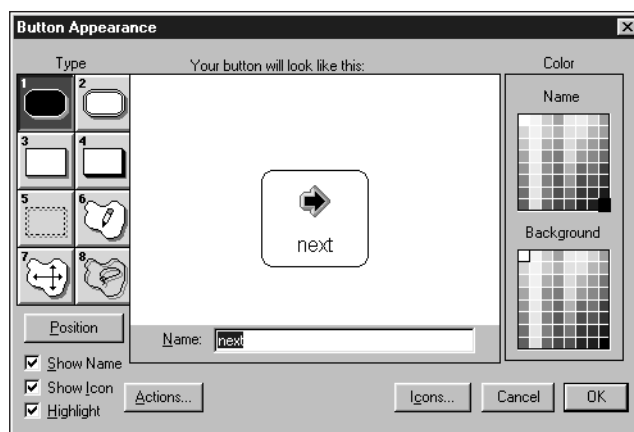 Button Appearance
Type
Your button will look like this:
Color
1
2
3
4
5
6
7
8
Name
next
Background
Position
Name: next
Show Name
Show Icon
Highlight
Actions...
Icons...
Cancel
OK